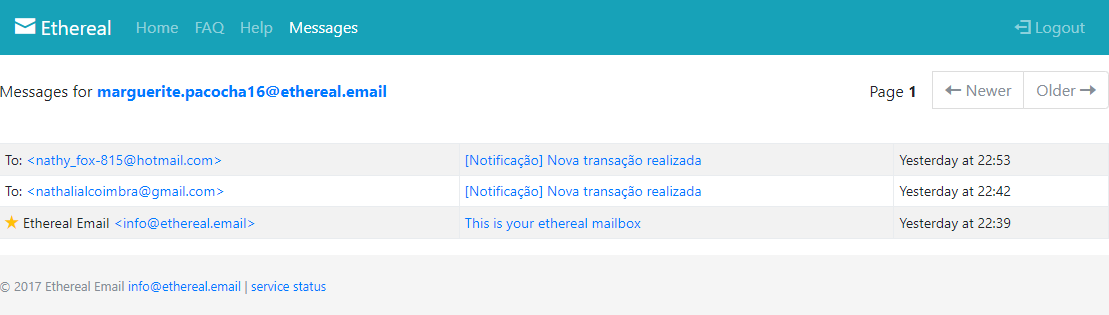 Ethereal Home FAQ Help Messages Logout
Messages for marguerite.pacocha16@ethereal.email Page 1 Newer Older
To: <nathy_fox-815@hotmail.com> [Notificação] Nova transação realizada Yesterday at 22:53
To: <nathalialcoimbra@gmail.com> [Notificação] Nova transação realizada Yesterday at 22:42
Ethereal Email <info@ethereal.email> This is your ethereal mailbox Yesterday at 22:39
© 2017 Ethereal Email info@ethereal.email | service status